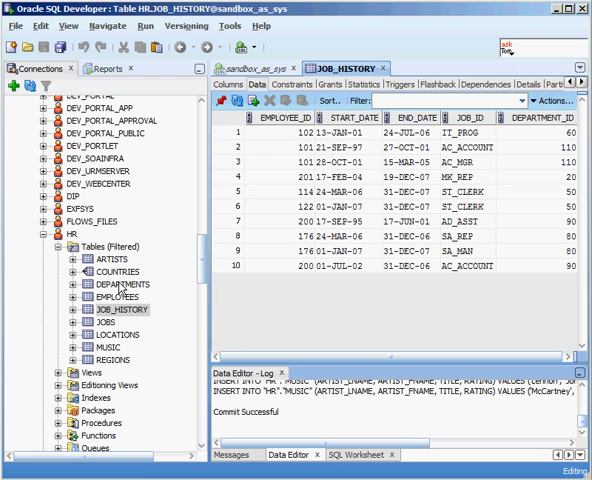 Oracle SQL Developer : Table HR.JOB_HISTORY@sandbox_as_sys
File Edit View Navigate Run Versioning Tools Help
ask
Tom
Connections x Reports x
sandbox_as_sys x JOB_HISTORY x
Columns Data Constraints Grants Statistics Triggers Flashback Dependencies Details Parti
Sort.. Filter: Actions...
EMPLOYEE_ID START_DATE END_DATE JOB_ID DEPARTMENT_ID
1 102 13-JAN-01 24-JUL-06 IT_PROG 60
2 101 21-SEP-97 27-OCT-01 AC_ACCOUNT 110
3 101 28-OCT-01 15-MAR-05 AC_MGR 110
4 201 17-FEB-04 19-DEC-07 MK_REP 20
5 114 24-MAR-06 31-DEC-07 ST_CLERK 50
6 122 01-JAN-07 31-DEC-07 ST_CLERK 50
7 200 17-SEP-95 17-JUN-01 AD_ASST 90
8 176 24-MAR-06 31-DEC-06 SA_REP 80
9 176 01-JAN-07 31-DEC-07 SA_MAN 80
10 200 01-JUL-02 31-DEC-06 AC_ACCOUNT 90
DEV_PORTAL
DEV_PORTAL_APP
DEV_PORTAL_APPROVAL
DEV_PORTAL_PUBLIC
DEV_PORTLET
DEV_SOAINFRA
DEV_URMSERVER
DEV_WEBCENTER
DIP
EXFSYS
FLOWS_FILES
HR
Tables (Filtered)
ARTISTS
COUNTRIES
DEPARTMENTS
EMPLOYEES
JOB_HISTORY
JOBS
LOCATIONS
MUSIC
REGIONS
Views
Editioning Views
Indexes
Packages
Procedures
Functions
Queues
Data Editor - Log x
INSERT INTO "HR"."MUSIC" (ARTIST_LNAME, ARTIST_FNAME, TITLE, RATING) VALUES ('Lennon', 'Jo
INSERT INTO "HR"."MUSIC" (ARTIST_LNAME, ARTIST_FNAME, TITLE, RATING) VALUES ('McCartney',
Commit Successful
Messages Data Editor x SQL Worksheet x
Editing